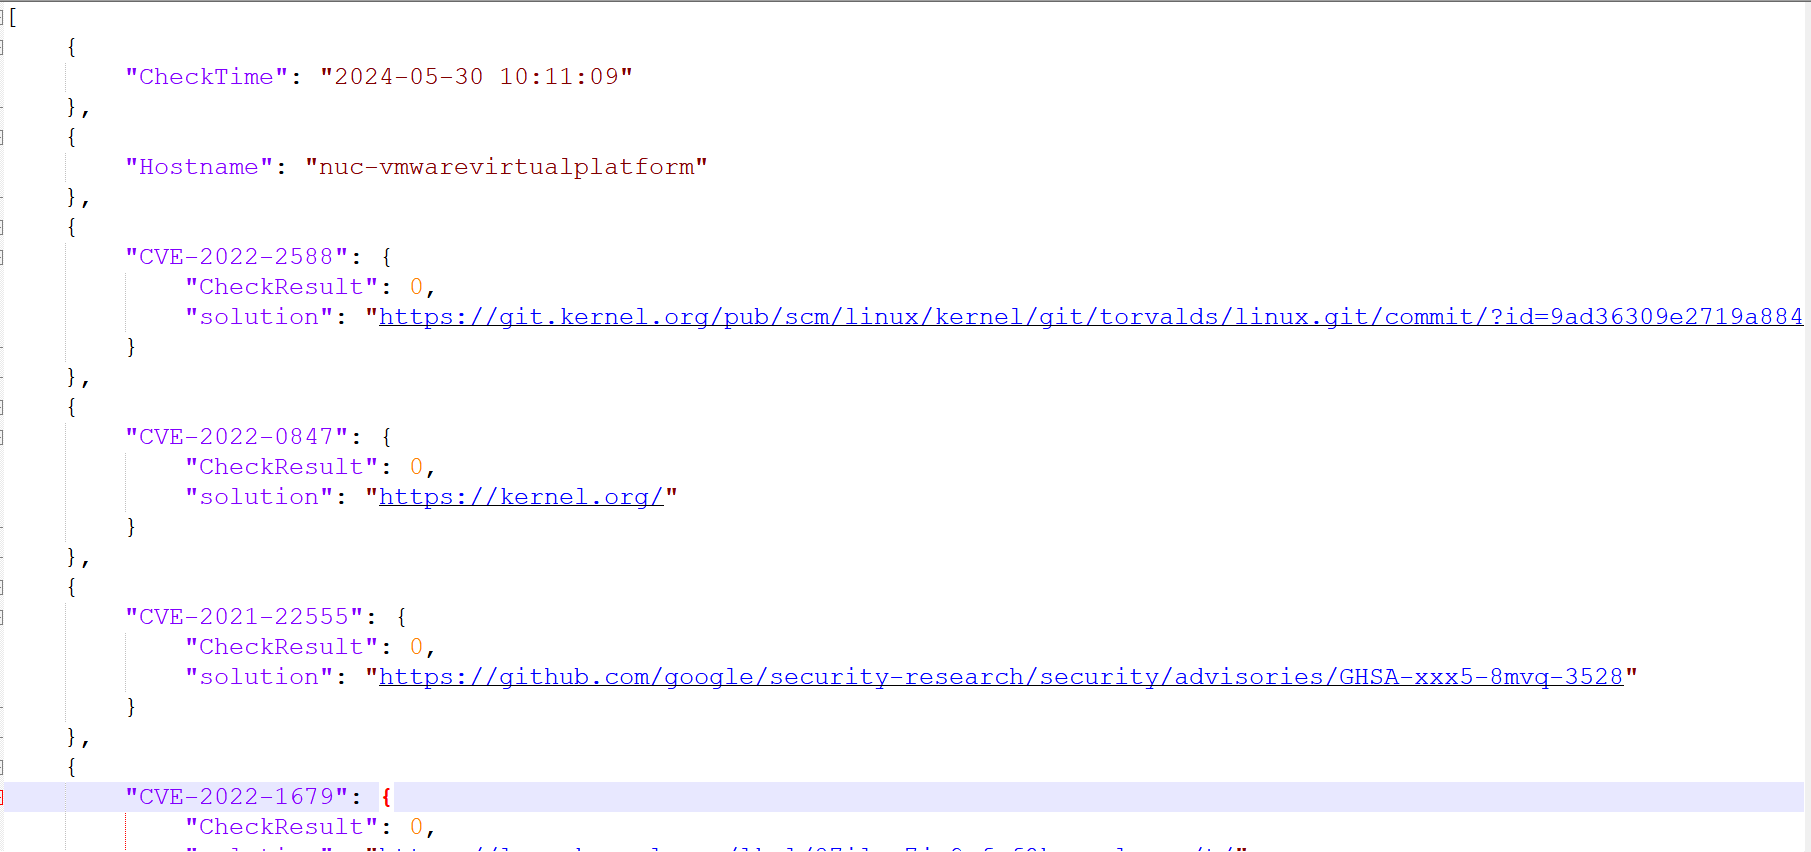 [
{
"CheckTime": "2024-05-30 10:11:09"
},
{
"Hostname": "nuc-vmwarevirtualplatform"
},
{
"CVE-2022-2588": {
"CheckResult": 0,
"solution": "https://git.kernel.org/pub/scm/linux/kernel/git/torvalds/linux.git/commit/?id=9ad36309e2719a884
}
},
{
"CVE-2022-0847": {
"CheckResult": 0,
"solution": "https://kernel.org/"
}
},
{
"CVE-2021-22555": {
"CheckResult": 0,
"solution": "https://github.com/google/security-research/security/advisories/GHSA-xxx5-8mvq-3528"
}
},
{
"CVE-2022-1679": {
"CheckResult": 0,